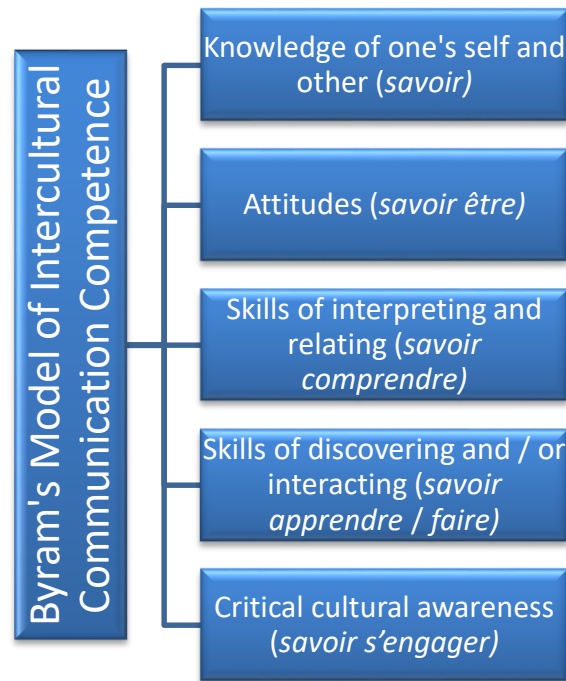 Byram's Model of Intercultural
Communication Competence
Knowledge of one's self and
other (savoir)
Attitudes (savoir être)
Skills of interpreting and
relating (savoir
comprendre)
Skills of discovering and / or
interacting (savoir
apprendre / faire)
Critical cultural awareness
(savoir s’engager)